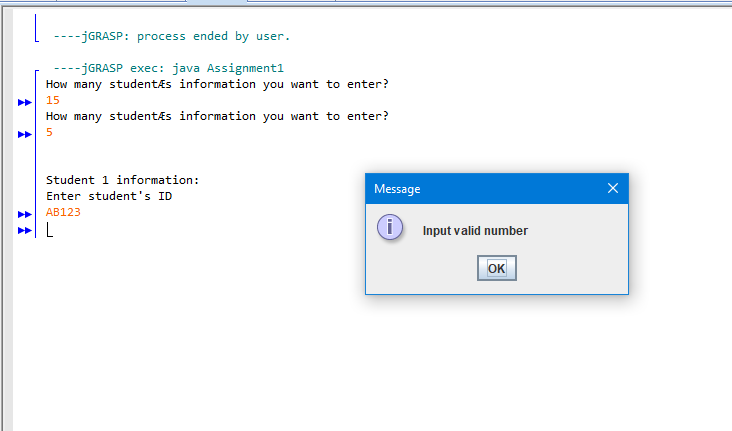 ----jGRASP: process ended by user.
----jGRASP exec: java Assignment1
How many studentÆs information you want to enter?
15
How many studentÆs information you want to enter?
5
Student 1 information:
Enter student's ID
AB123
Message
Input valid number
OK